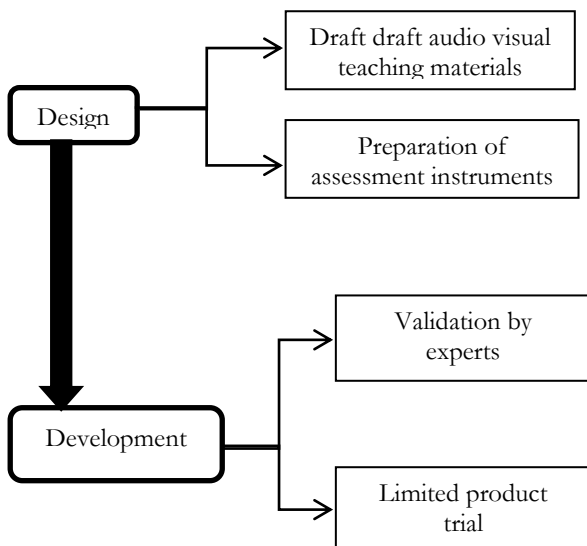 Draft draft audio visual
teaching materials
Design
Preparation of
assessment instruments
Validation by
experts
Development
Limited product
trial